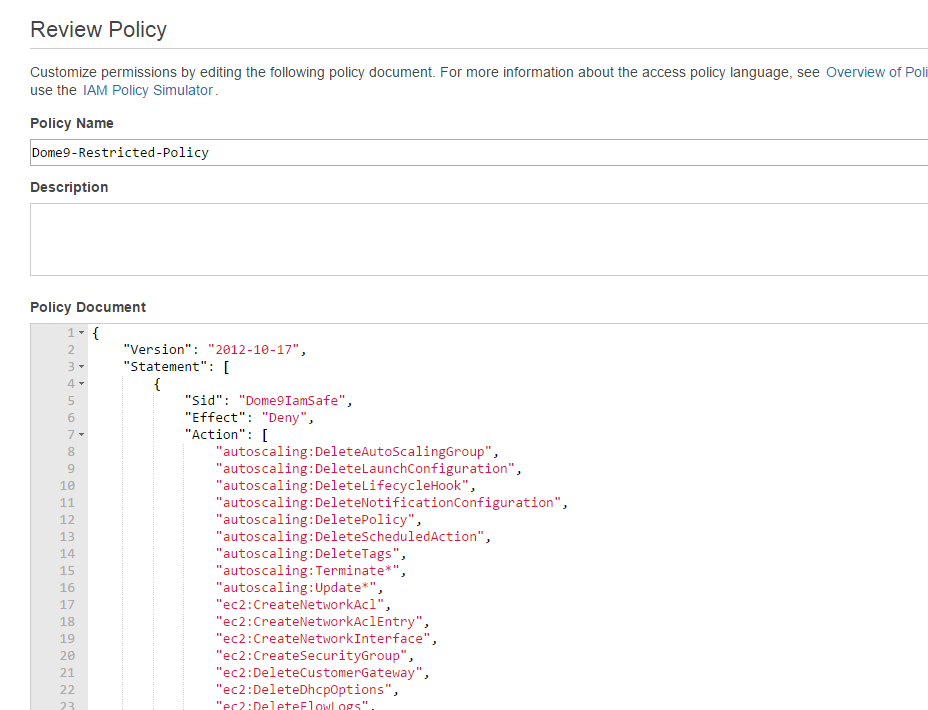 Review Policy
Customize permissions by editing the following policy document. For more information about the access policy language, see Overview of Poli
use the IAM Policy Simulator.
Policy Name
Dome9-Restricted-Policy
Description
Policy Document
1 {
2 "Version": "2012-10-17",
3 "Statement": [
4 {
5 "Sid": "Dome9IamSafe",
6 "Effect": "Deny",
7 "Action": [
8 "autoscaling:DeleteAutoScalingGroup",
9 "autoscaling:DeleteLaunchConfiguration",
10 "autoscaling:DeleteLifecycleHook",
11 "autoscaling:DeleteNotificationConfiguration",
12 "autoscaling:DeletePolicy",
13 "autoscaling:DeleteScheduledAction",
14 "autoscaling:DeleteTags",
15 "autoscaling:Terminate*",
16 "autoscaling:Update*",
17 "ec2:CreateNetworkAcl",
18 "ec2:CreateNetworkAclEntry",
19 "ec2:CreateNetworkInterface",
20 "ec2:CreateSecurityGroup",
21 "ec2:DeleteCustomerGateway",
22 "ec2:DeleteDhcpOptions",
23 "ec2:DeleteFlowLogs",